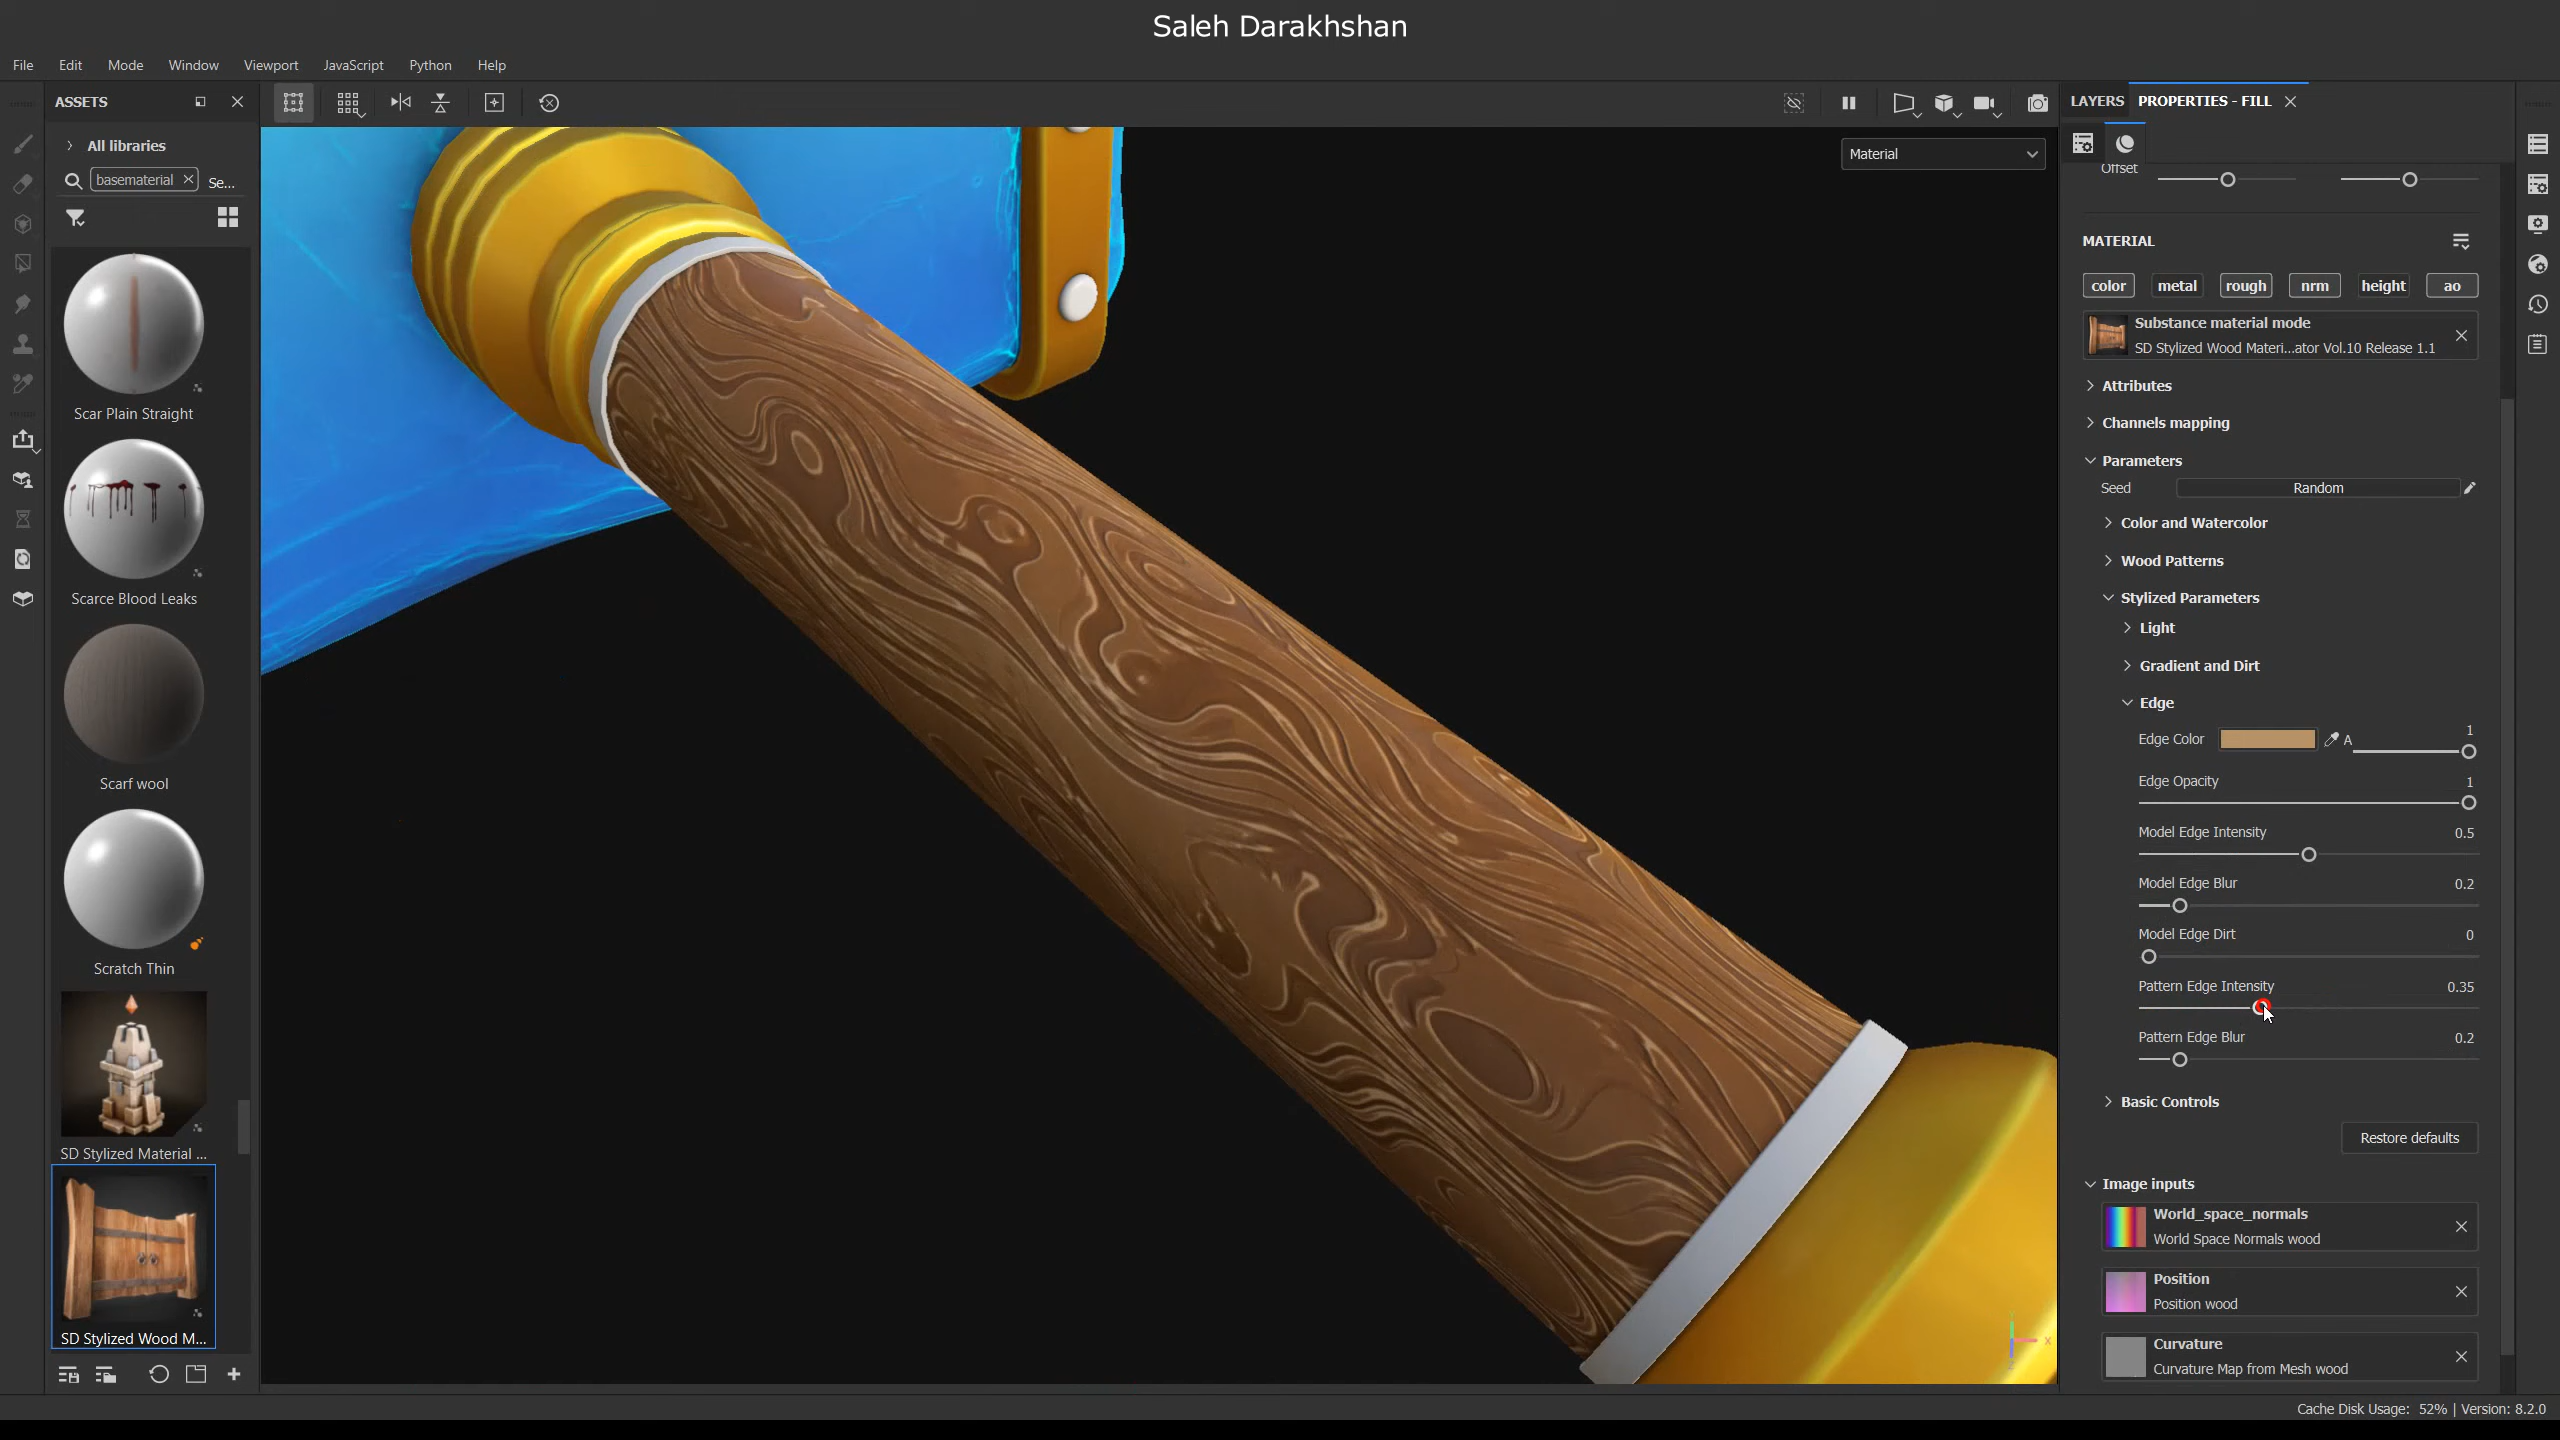 Saleh Darakhshan
File Edit Mode Window Viewport JavaScript Python Help
ASSETS
All libraries
basematerial
Se...
Scar Plain Straight
Scarce Blood Leaks
Scarf wool
Scratch Thin
SD Stylized Material ...
SD Stylized Wood M...
Material
LAYERS PROPERTIES - FILL
Offset
MATERIAL
color metal rough nrm height ao
Substance material mode
SD Stylized Wood Materi...ator Vol.10 Release 1.1
Attributes
Channels mapping
Parameters
Seed Random
Color and Watercolor
Wood Patterns
Stylized Parameters
Light
Gradient and Dirt
Edge
Edge Color A 1
Edge Opacity 1
Model Edge Intensity 0.5
Model Edge Blur 0.2
Model Edge Dirt 0
Pattern Edge Intensity 0.35
Pattern Edge Blur 0.2
Basic Controls
Restore defaults
Image inputs
World_space_normals
World Space Normals wood
Position
Position wood
Curvature
Curvature Map from Mesh wood
X
Cache Disk Usage: 52% | Version: 8.2.0